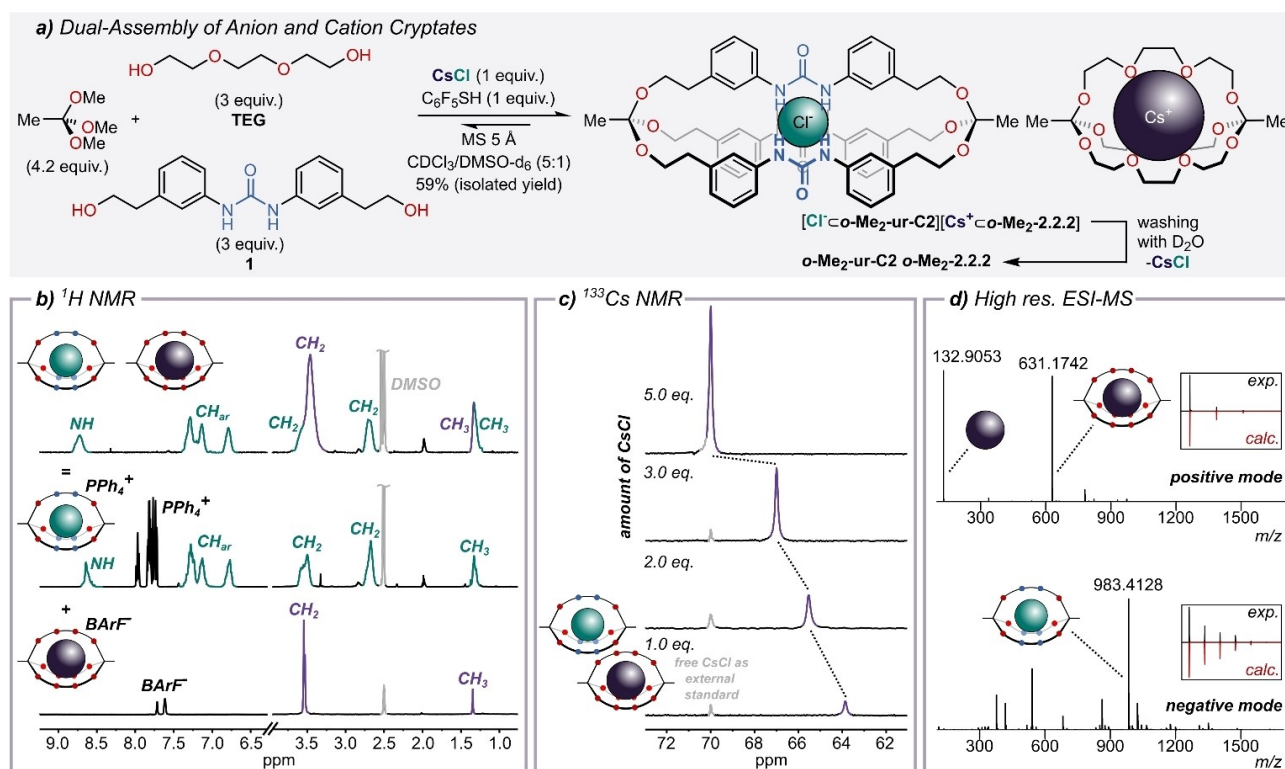 a) Dual-Assembly of Anion and Cation Cryptates
HO O O OH
(3 equiv.)
TEG
Me OMe OMe OMe
(4.2 equiv.)
+
HO O N H N H OH
(3 equiv.)
1
CsCl (1 equiv.)
C₆F₅SH (1 equiv.)
MS 5 Å
CDCl₃/DMSO-d₆ (5:1)
59% (isolated yield)
O
N N
H H
O O
Me O Cl⁻ O Me
O O
H H
N N
O
O O
Me O Cs⁺ O Me
O O
[Cl⁻⊂o-Me₂-ur-C2][Cs⁺⊂o-Me₂-2.2.2]
washing
with D₂O
-CsCl
o-Me₂-ur-C2 o-Me₂-2.2.2
b) ¹H NMR
CH₂
DMSO
NH CHar CH₂ CH₂ CH₃ CH₃
=
PPh₄⁺
PPh₄⁺
NH CHar CH₂ CH₂ CH₃
+
BArF⁻
CH₂
BArF⁻ CH₃
9.0 8.5 8.0 7.5 7.0 6.5 3.5 3.0 2.5 2.0 1.5 1.0
ppm
c) ¹³³Cs NMR
amount of CsCl
5.0 eq.
3.0 eq.
2.0 eq.
1.0 eq.
free CsCl as
external
standard
72 70 68 66 64 62
ppm
d) High res. ESI-MS
132.9053
631.1742
exp.
calc.
positive mode
300 600 900 1200 1500
m/z
983.4128
exp.
calc.
negative mode
300 600 900 1200 1500
m/z